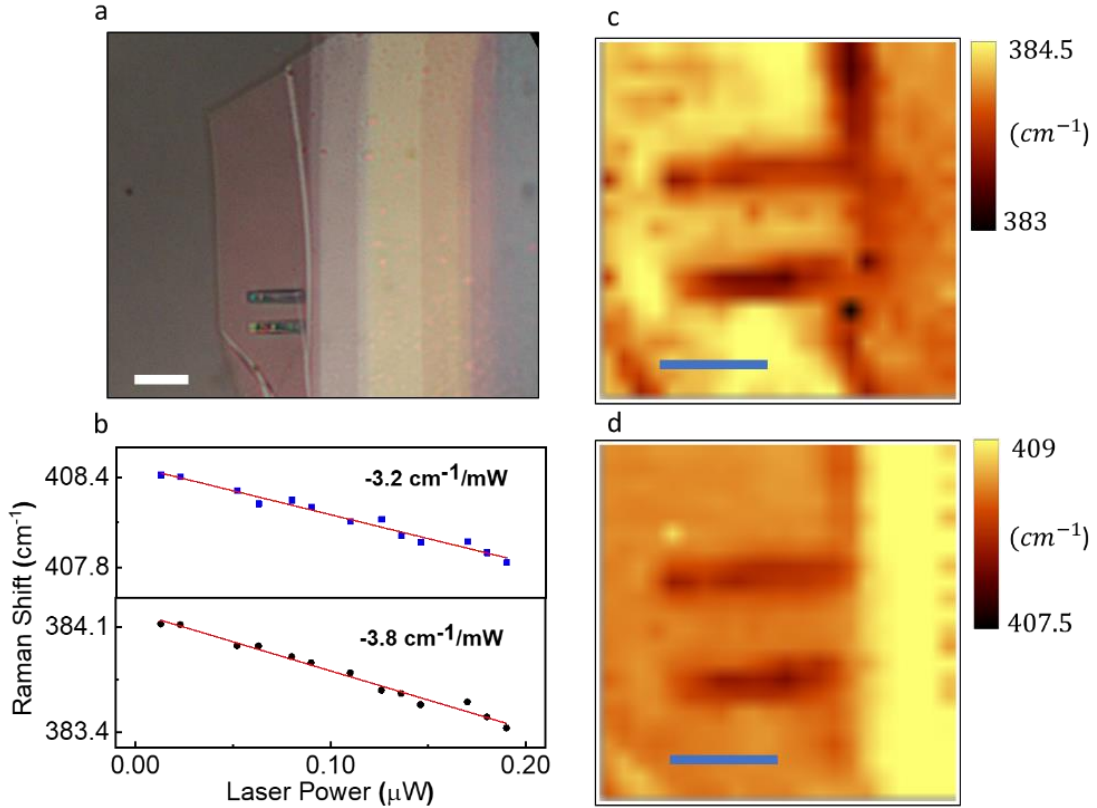 a
b
408.4
-3.2 cm-1/mW
407.8
384.1
-3.8 cm-1/mW
383.4
0.00
0.10
0.20
Raman Shift (cm-1)
Laser Power (μW)
c
384.5
(cm−1)
383
d
409
(cm−1)
407.5